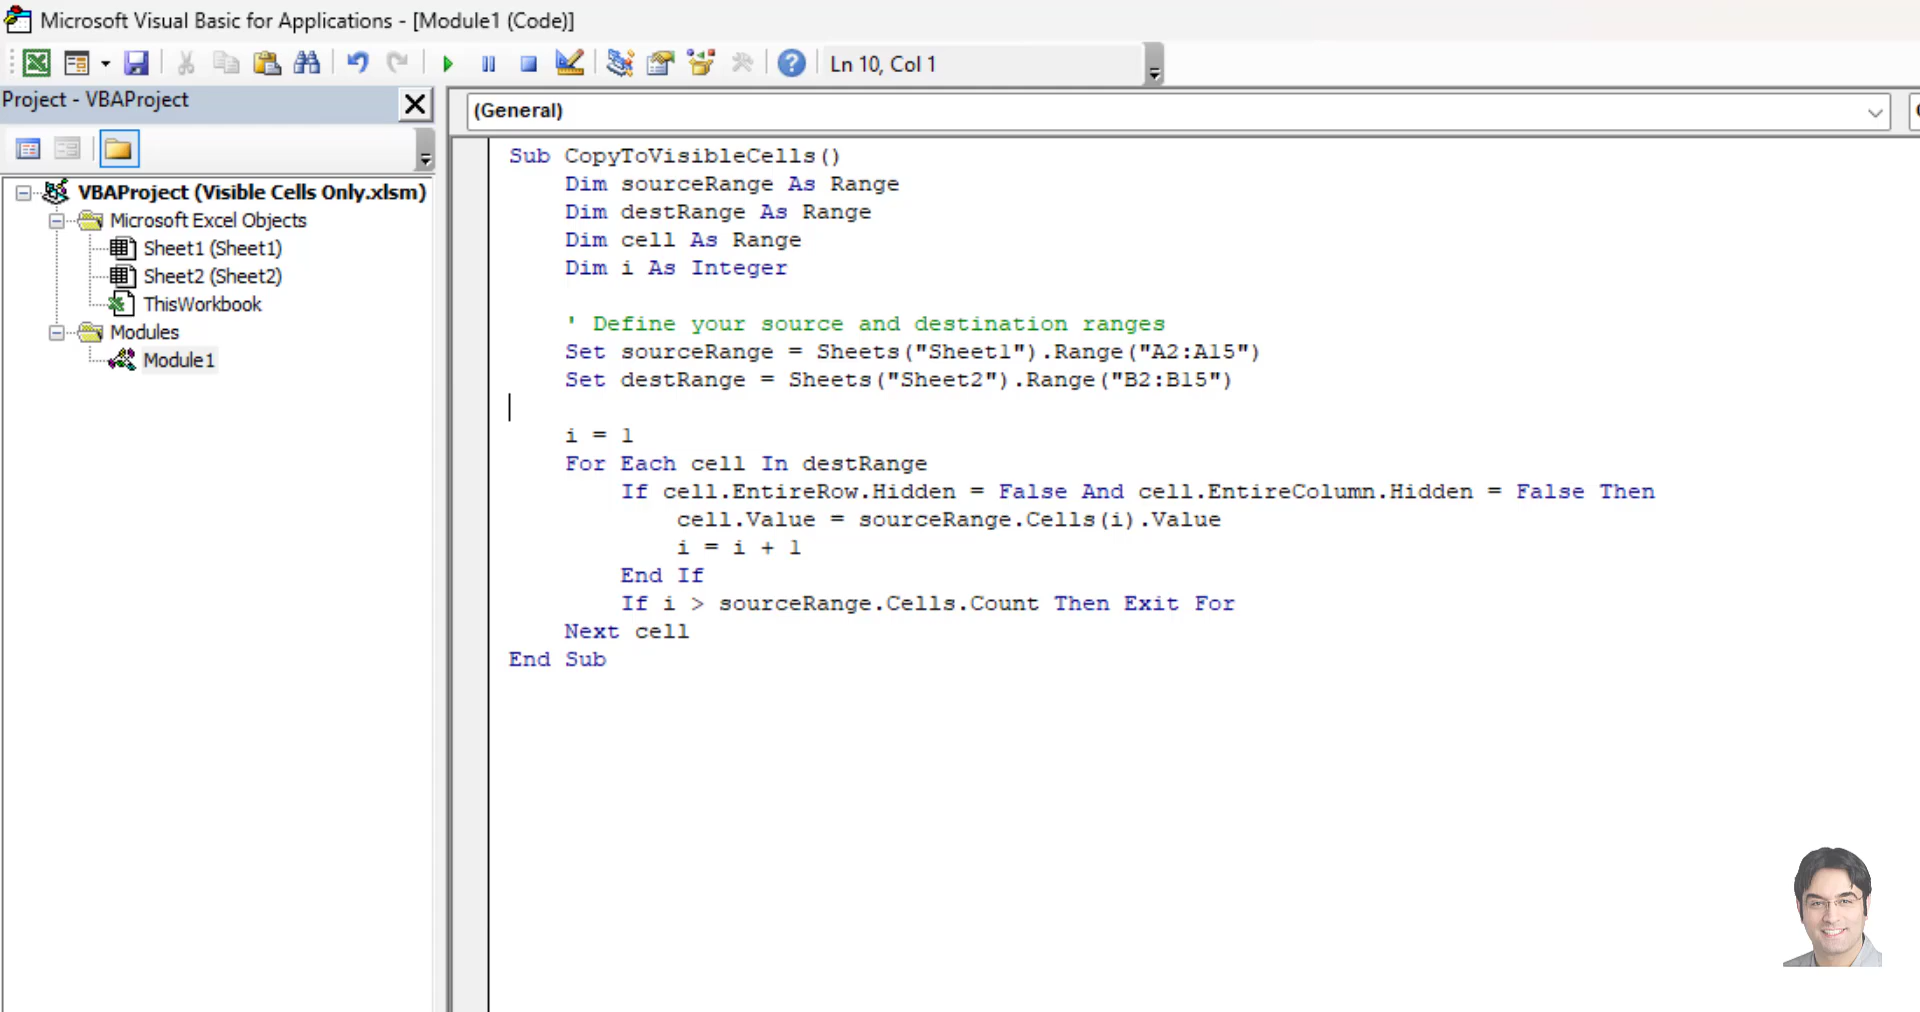 Microsoft Visual Basic for Applications - [Module1 (Code)]
Ln 10, Col 1
Project - VBAProject
VBAProject (Visible Cells Only.xlsm)
Microsoft Excel Objects
Sheet1 (Sheet1)
Sheet2 (Sheet2)
ThisWorkbook
Modules
Module1
(General)
Sub CopyToVisibleCells()
    Dim sourceRange As Range
    Dim destRange As Range
    Dim cell As Range
    Dim i As Integer
    ' Define your source and destination ranges
    Set sourceRange = Sheets("Sheet1").Range("A2:A15")
    Set destRange = Sheets("Sheet2").Range("B2:B15")
    i = 1
    For Each cell In destRange
        If cell.EntireRow.Hidden = False And cell.EntireColumn.Hidden = False Then
            cell.Value = sourceRange.Cells(i).Value
            i = i + 1
        End If
        If i > sourceRange.Cells.Count Then Exit For
    Next cell
End Sub